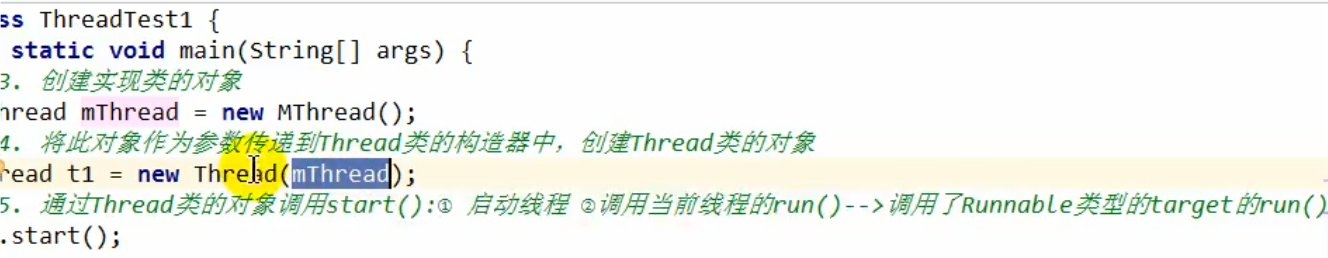 ss ThreadTest1 {
static void main(String[] args) {
3. 创建实现类的对象
hread mThread = new MThread();
4. 将此对象作为参数传递到Thread类的构造器中，创建Thread类的对象
read t1 = new Thread(mThread);
5. 通过Thread类的对象调用start():① 启动线程 ②调用当前线程的run()-->调用了Runnable类型的target的run()
.start();